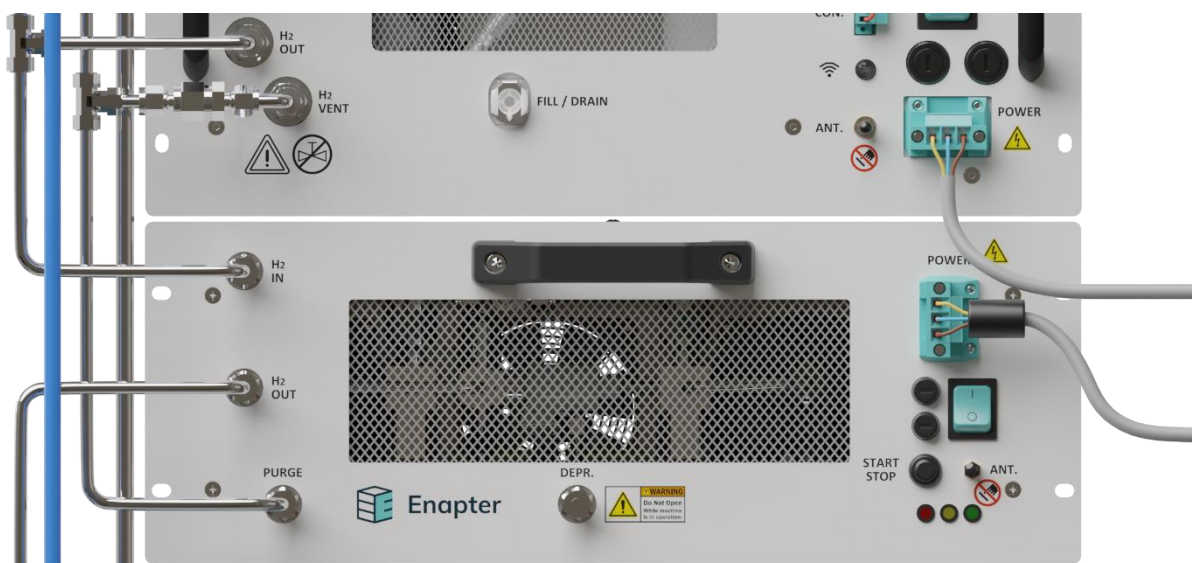 H2
OUT
CON.
H2
VENT
FILL / DRAIN
POWER
ANT.
H2
IN
POWER
H2
OUT
START
STOP
ANT.
PURGE
DEPR.
Enapter
WARNING
Do Not Open
While machine
is in operation.